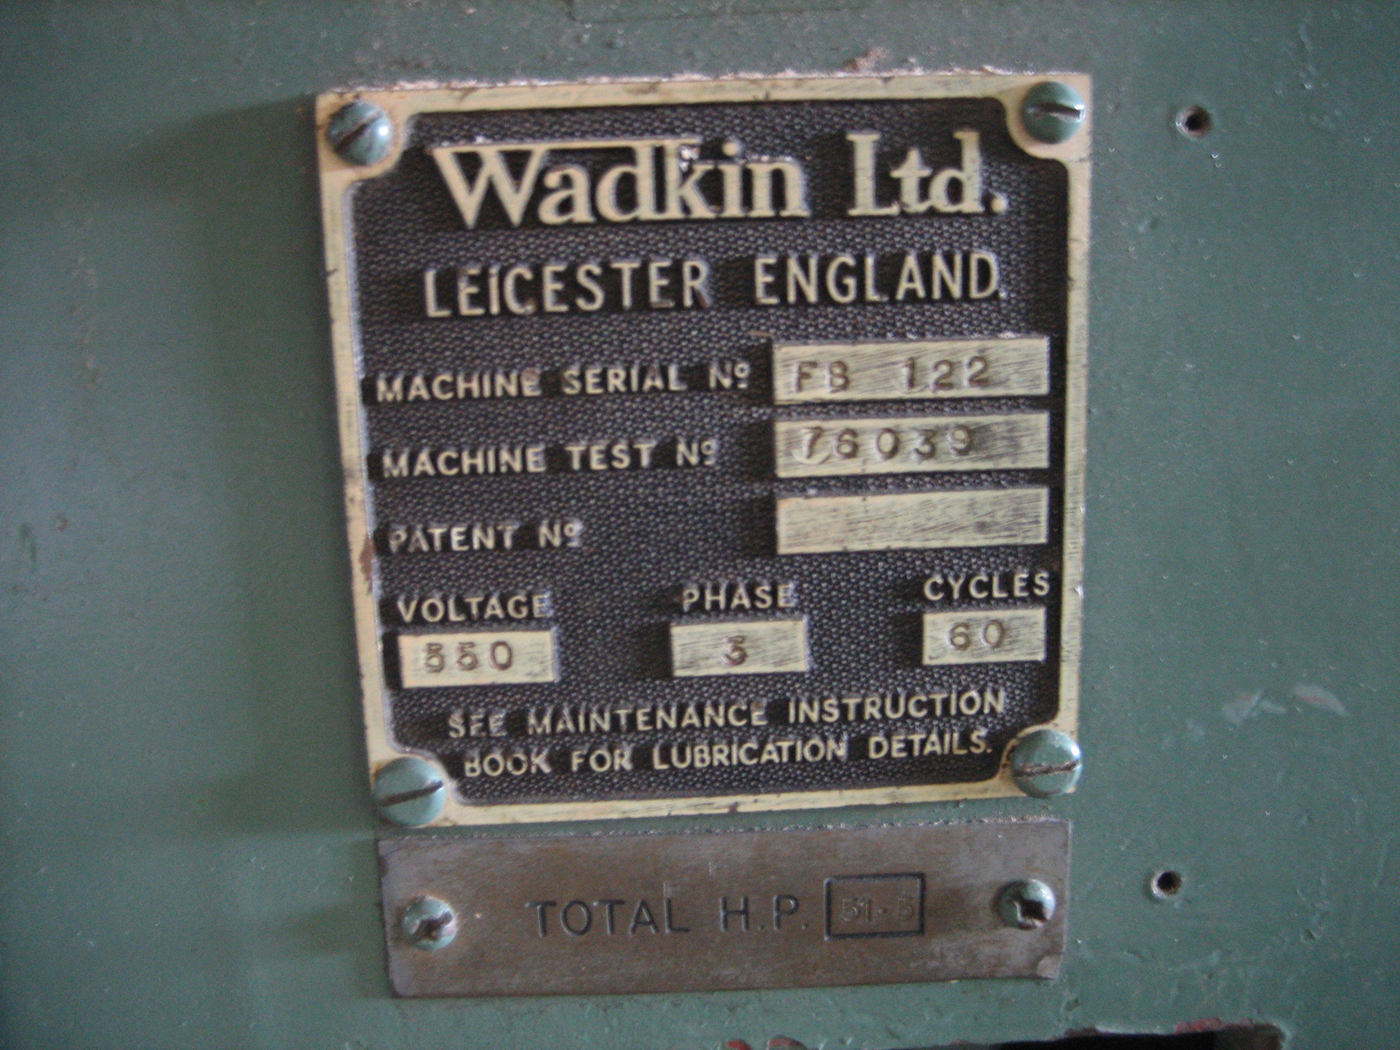 Wadkin Ltd.
LEICESTER ENGLAND.
MACHINE SERIAL Nº FB 122
MACHINE TEST Nº 76039
PATENT Nº
VOLTAGE PHASE CYCLES
550 3 60
SEE MAINTENANCE INSTRUCTION
BOOK FOR LUBRICATION DETAILS.
TOTAL H.P.